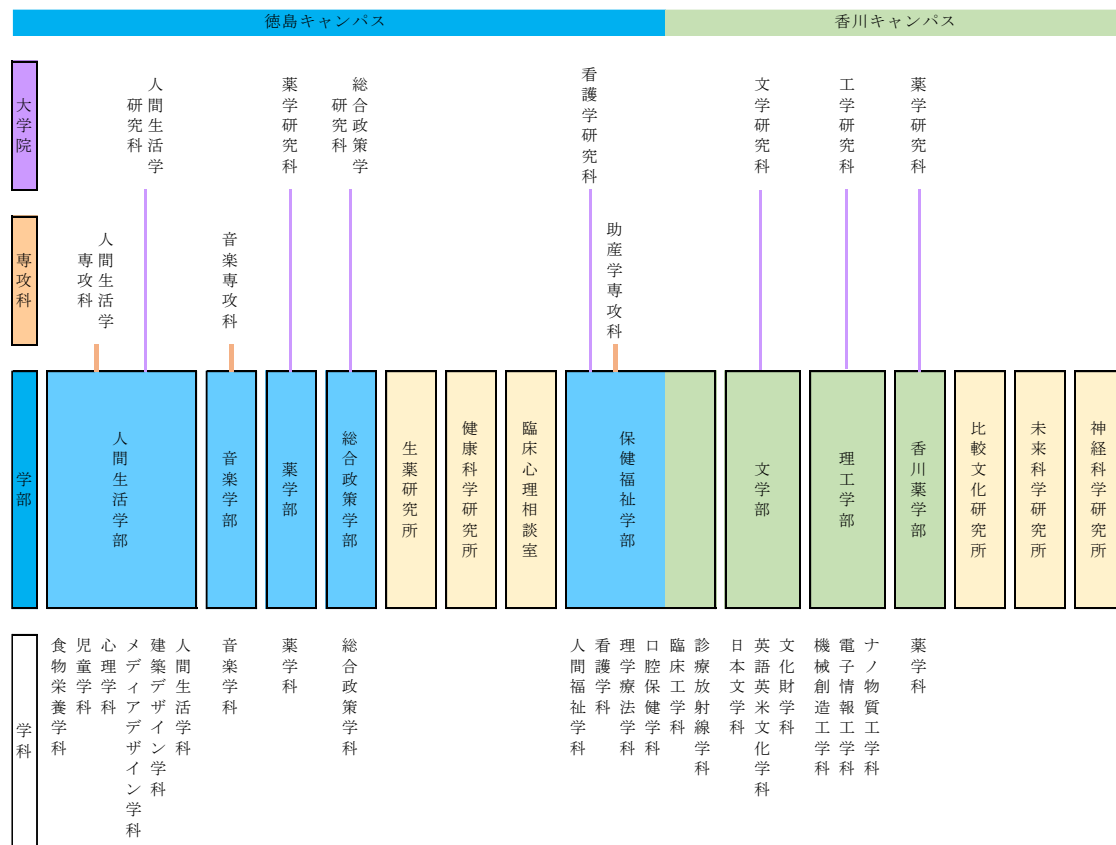 徳島キャンパス
香川キャンパス
大学院
人間生活学
研究科
薬学研究科
総合政策学
研究科
看護学研究科
文学研究科
工学研究科
薬学研究科
専攻科
人間生活学
専攻科
音楽専攻科
助産学専攻科
学部
人間生活学部
音楽学部
薬学部
総合政策学部
生薬研究所
健康科学研究所
臨床心理相談室
保健福祉学部
文学部
理工学部
香川薬学部
比較文化研究所
未来科学研究所
神経科学研究所
学科
食物栄養学科
児童学科
心理学科
メディアデザイン学科
建築デザイン学科
人間生活学科
音楽学科
薬学科
総合政策学科
人間福祉学科
看護学科
理学療法学科
口腔保健学科
臨床工学科
診療放射線学科
日本文学科
英語英米文化学科
文化財学科
機械創造工学科
電子情報工学科
ナノ物質工学科
薬学科